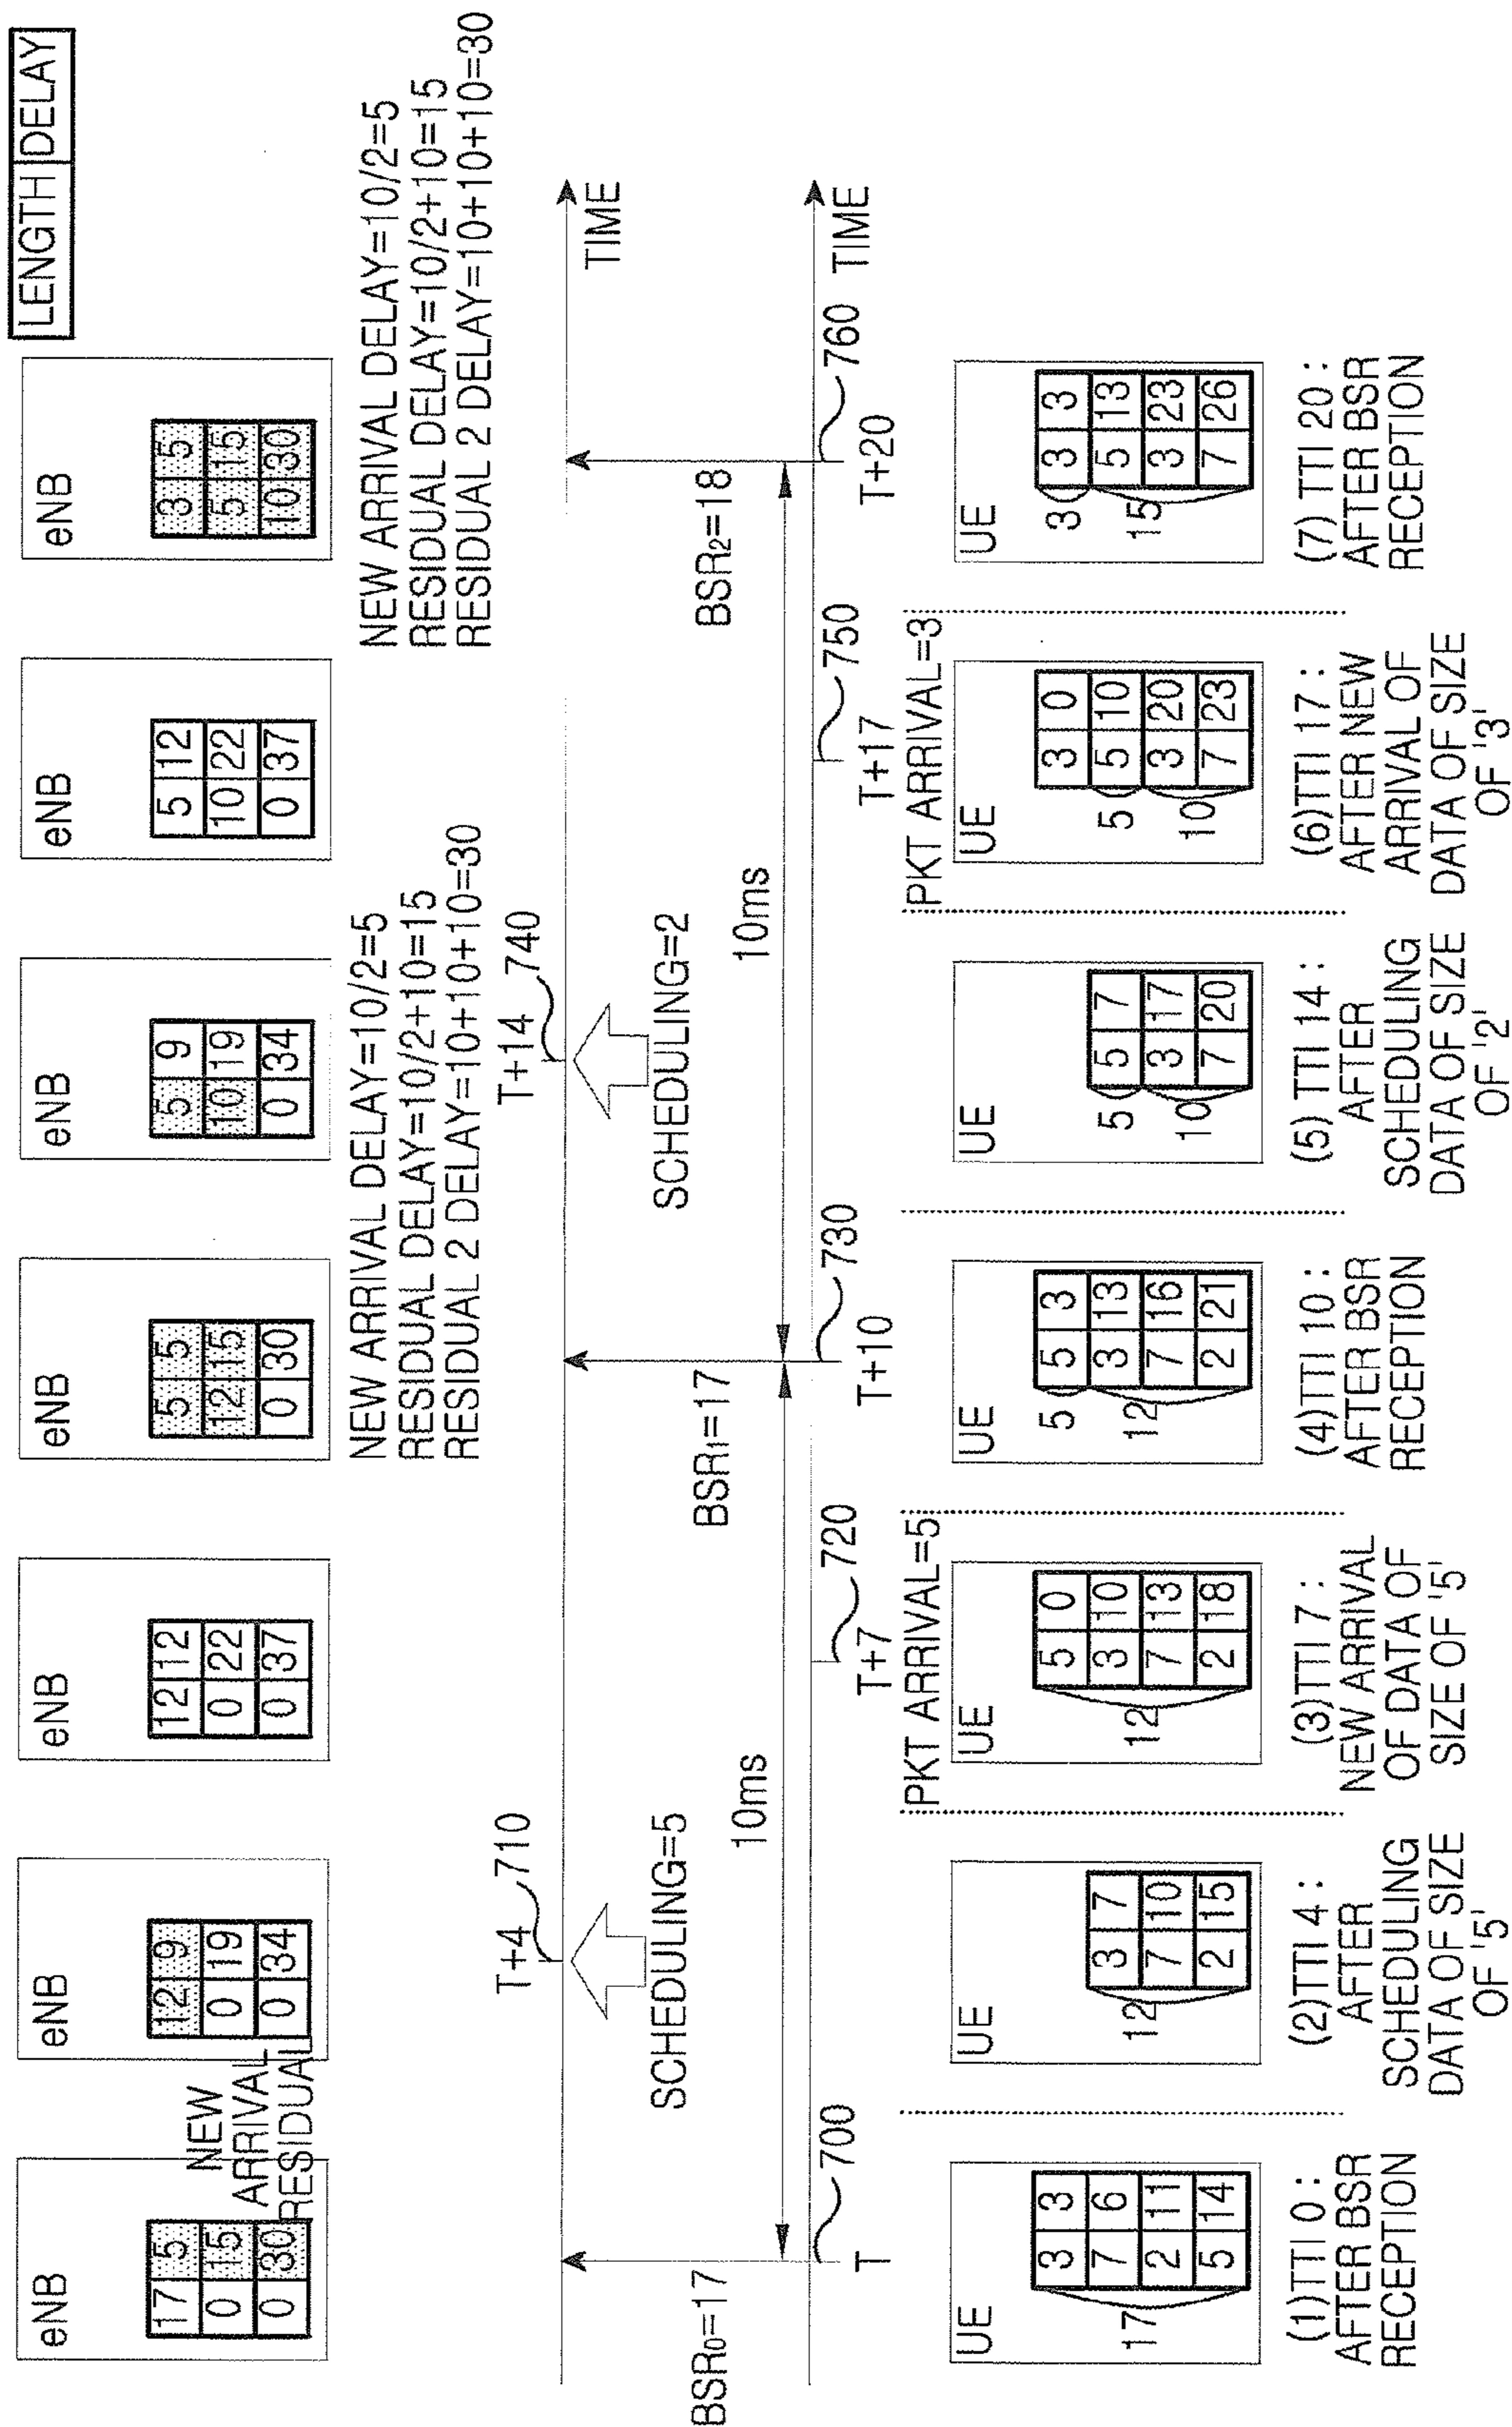 LENGTH DELAY
eNB
17 5
0 15
0 30
NEW
ARRIVAL
RESIDUAL
eNB
12 9
0 19
0 34
eNB
12 12
0 22
0 37
eNB
5 5
12 15
0 30
eNB
5 9
10 19
0 34
eNB
5 12
10 22
0 37
eNB
3 5
5 15
10 30
NEW ARRIVAL DELAY=10/2=5
RESIDUAL DELAY=10/2+10=15
RESIDUAL 2 DELAY=10+10+10=30
NEW ARRIVAL DELAY=10/2=5
RESIDUAL DELAY=10/2+10=15
RESIDUAL 2 DELAY=10+10+10=30
T+4 710
T+14 740
TIME
SCHEDULING=5
SCHEDULING=2
BSR0=17
BSR1=17
BSR2=18
10ms
10ms
700
720
730
750
760
TIME
T
T+7
T+10
T+17
T+20
PKT ARRIVAL=5
PKT ARRIVAL=3
UE
17
3 3
7 6
2 11
5 14
UE
12
3 7
7 10
2 15
UE
12
5 0
3 10
7 13
2 18
UE
5
12
5 3
3 13
7 16
2 21
UE
5
10
5 7
3 17
7 20
UE
5
10
3 0
5 10
3 20
7 23
UE
3
15
3 3
5 13
3 23
7 26
(1)TTI 0 :
AFTER BSR
RECEPTION
(2)TTI 4 :
AFTER
SCHEDULING
DATA OF SIZE
OF '5'
(3)TTI 7 :
NEW ARRIVAL
OF DATA OF
SIZE OF '5'
(4)TTI 10 :
AFTER BSR
RECEPTION
(5) TTI 14 :
AFTER
SCHEDULING
DATA OF SIZE
OF '2'
(6)TTI 17 :
AFTER NEW
ARRIVAL OF
DATA OF SIZE
OF '3'
(7) TTI 20 :
AFTER BSR
RECEPTION